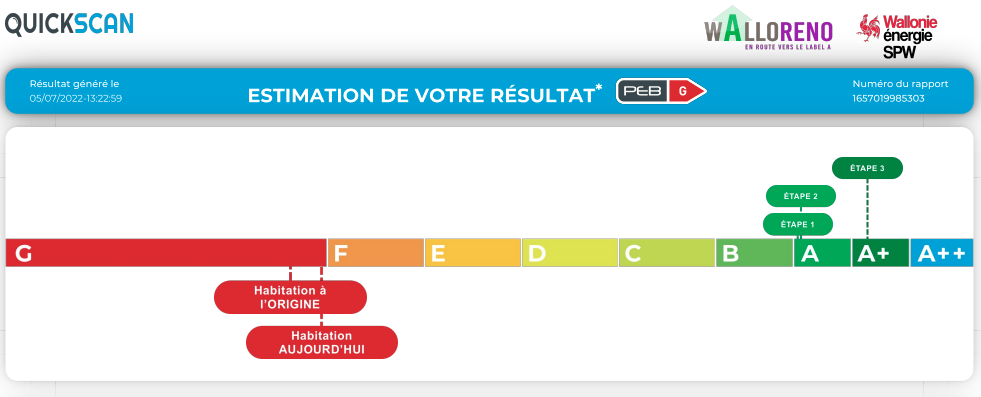 QUICKSCAN
WALLORENO
EN ROUTE VERS LE LABEL A
Wallonie
énergie
SPW
Résultat généré le
05/07/2022-13:22:59
ESTIMATION DE VOTRE RÉSULTAT*
PEB G
Numéro du rapport
1657019985303
ÉTAPE 3
ÉTAPE 2
ÉTAPE 1
G F E D C B A A+ A++
Habitation à
l'ORIGINE
Habitation
AUJOURD'HUI